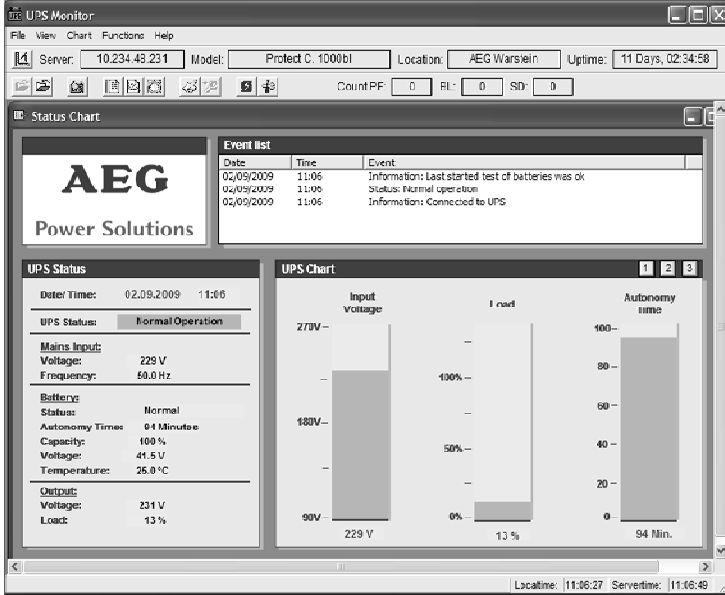 UPS Monitor
File View Chart Functions Help
Server: 10.234.48.231 Model: Protect C. 1000bl Location: AEG Warstein Uptime: 11 Days, 02:34:58
Count PF: 0 BL: 0 SD: 0
Status Chart
AEG
Power Solutions
Event list
Date Time Event
02/09/2009 11:06 Information: Last started test of batteries was ok
02/09/2009 11:06 Status: Normal operation
02/09/2009 11:06 Information: Connected to UPS
UPS Status
Date/Time: 02.09.2009 11:06
UPS Status: Normal Operation
Mains Input:
Voltage: 229 V
Frequency: 50.0 Hz
Battery:
Status: Normal
Autonomy Time: 94 Minutes
Capacity: 100 %
Voltage: 41.5 V
Temperature: 25.0 °C
Output:
Voltage: 231 V
Load: 13 %
UPS Chart
1 2 3
Input Voltage
270V
180V
90V
229 V
Load
100%
50%
0%
13 %
Autonomy Time
100
80
60
40
20
0
94 Min.
Localtime: 11:06:27 Servertime: 11:06:49